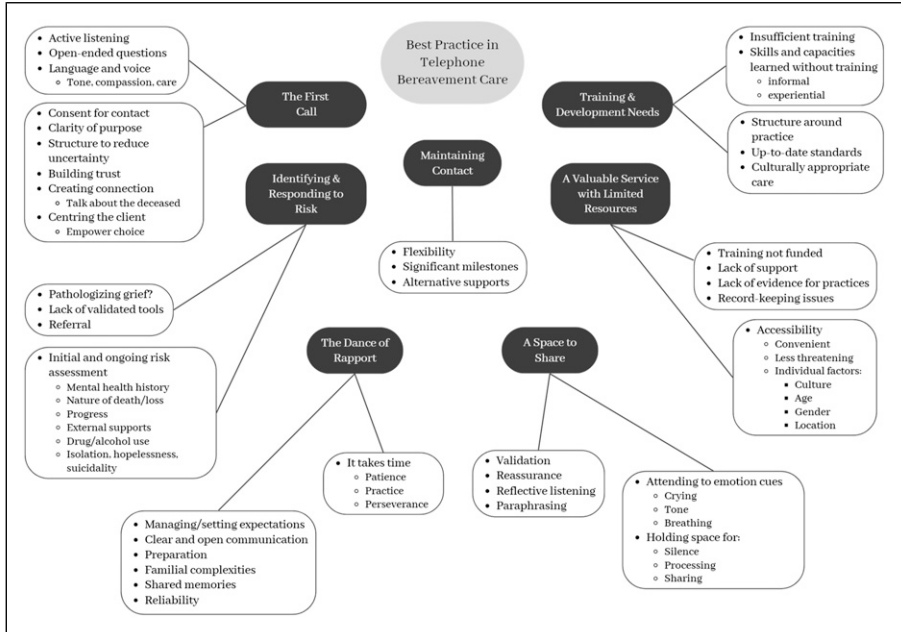 Best Practice in
Telephone
Bereavement Care
The First
Call
• Active listening
• Open-ended questions
• Language and voice
◦ Tone, compassion, care
• Consent for contact
• Clarity of purpose
• Structure to reduce
uncertainty
• Building trust
• Creating connection
◦ Talk about the deceased
• Centring the client
◦ Empower choice
Identifying &
Responding to
Risk
• Pathologizing grief?
• Lack of validated tools
• Referral
• Initial and ongoing risk
assessment
◦ Mental health history
◦ Nature of death/loss
◦ Progress
◦ External supports
◦ Drug/alcohol use
◦ Isolation, hopelessness,
suicidality
Maintaining
Contact
• Flexibility
• Significant milestones
• Alternative supports
Training &
Development Needs
• Insufficient training
• Skills and capacities
learned without training
◦ informal
◦ experiential
• Structure around
practice
• Up-to-date standards
• Culturally appropriate
care
A Valuable Service
with Limited
Resources
• Training not funded
• Lack of support
• Lack of evidence for practices
• Record-keeping issues
• Accessibility
◦ Convenient
◦ Less threatening
◦ Individual factors:
▪ Culture
▪ Age
▪ Gender
▪ Location
The Dance of
Rapport
• It takes time
◦ Patience
◦ Practice
◦ Perseverance
• Managing/setting expectations
• Clear and open communication
• Preparation
• Familial complexities
• Shared memories
• Reliability
A Space to
Share
• Validation
• Reassurance
• Reflective listening
• Paraphrasing
• Attending to emotion cues
◦ Crying
◦ Tone
◦ Breathing
• Holding space for:
◦ Silence
◦ Processing
◦ Sharing